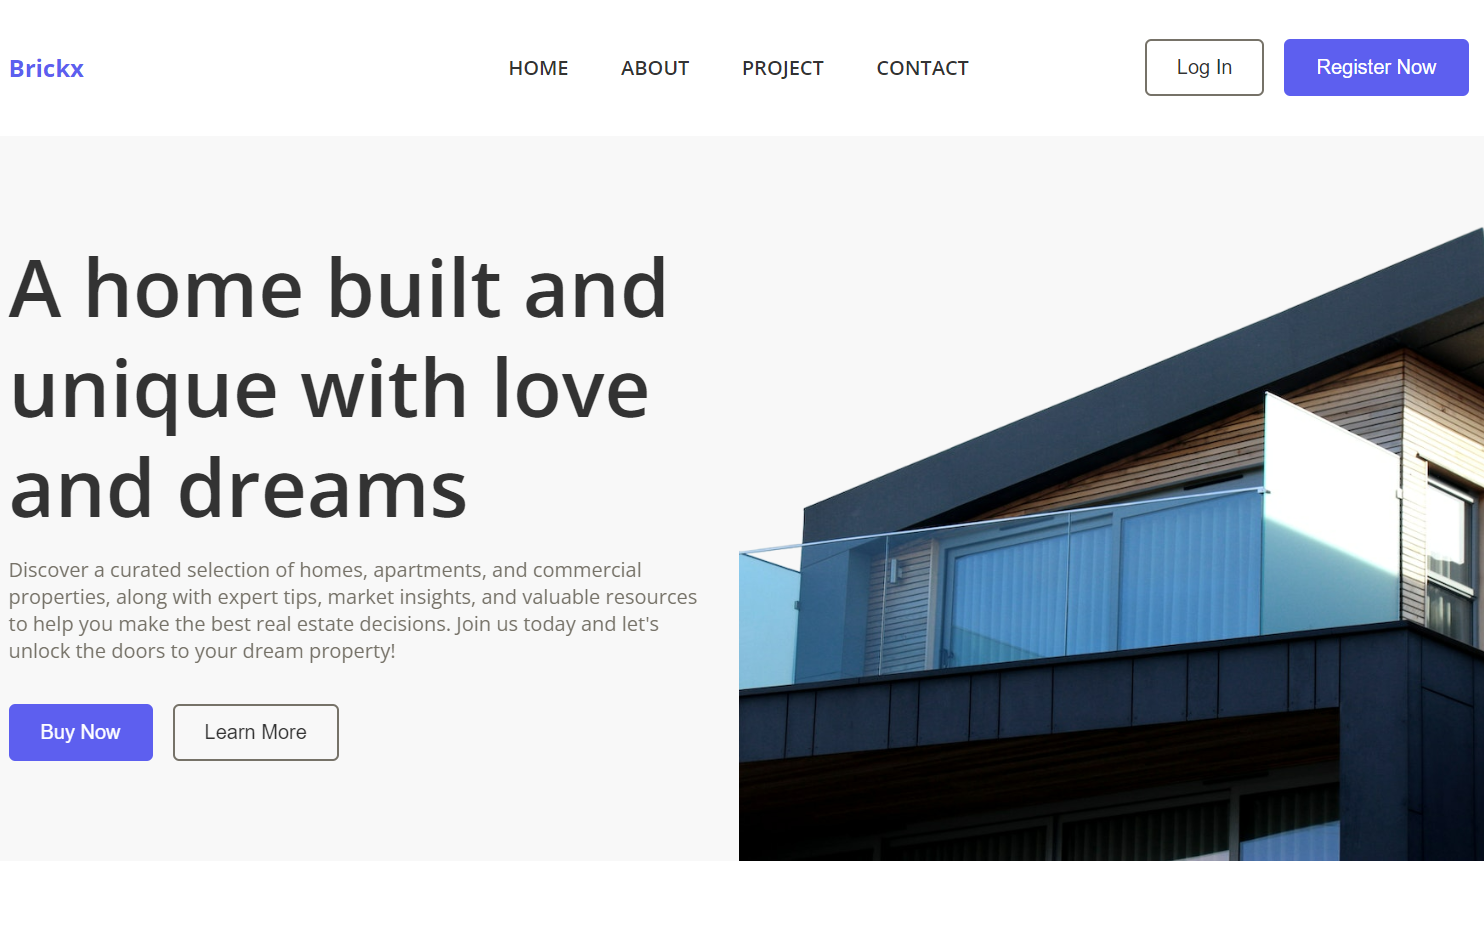 Brickx
HOME
ABOUT
PROJECT
CONTACT
Log In
Register Now
A home built and
unique with love
and dreams
Discover a curated selection of homes, apartments, and commercial
properties, along with expert tips, market insights, and valuable resources
to help you make the best real estate decisions. Join us today and let's
unlock the doors to your dream property!
Buy Now
Learn More